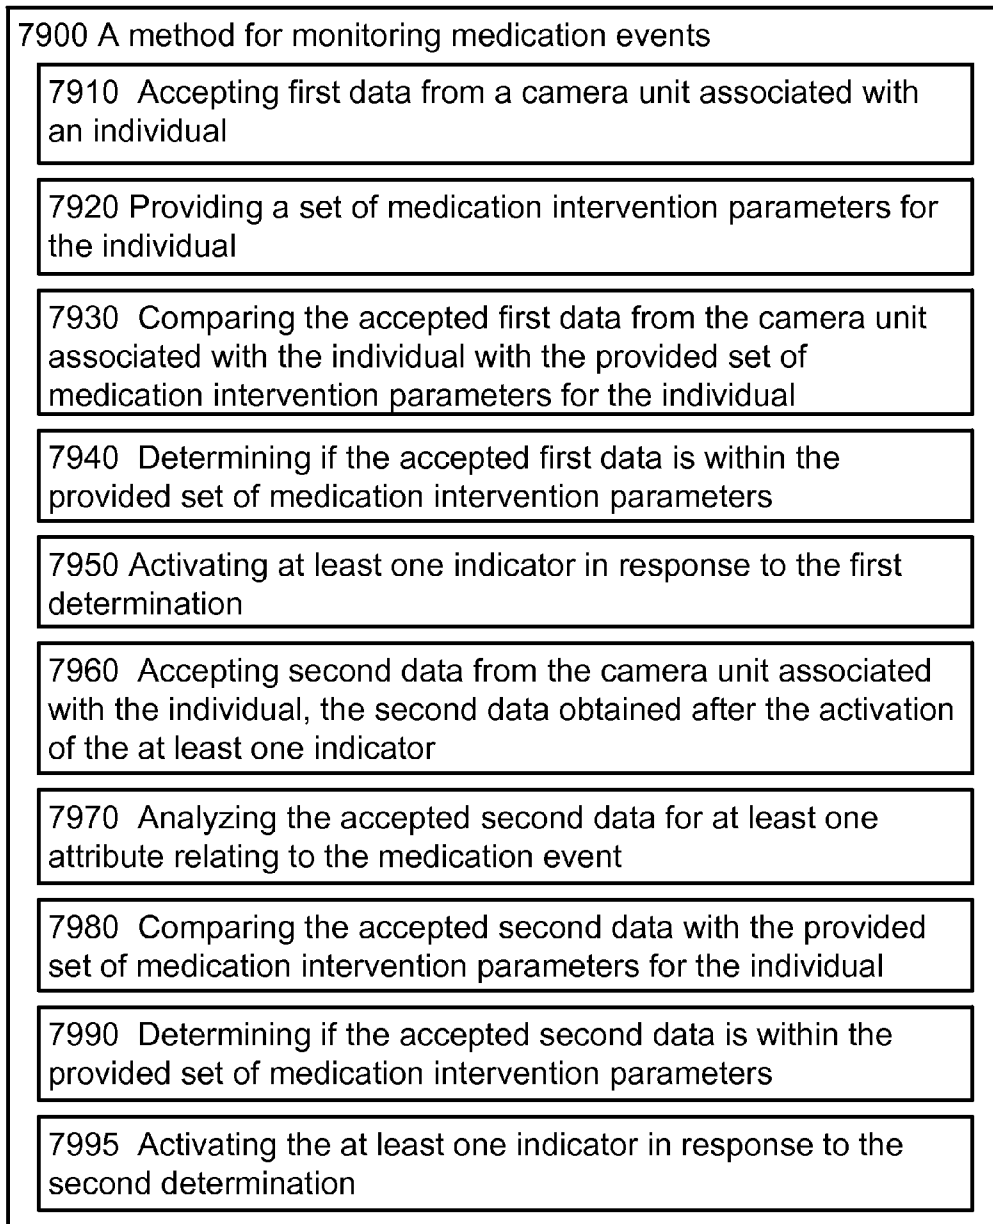 7900 A method for monitoring medication events
7910 Accepting first data from a camera unit associated with
an individual
7920 Providing a set of medication intervention parameters for
the individual
7930 Comparing the accepted first data from the camera unit
associated with the individual with the provided set of
medication intervention parameters for the individual
7940 Determining if the accepted first data is within the
provided set of medication intervention parameters
7950 Activating at least one indicator in response to the first
determination
7960 Accepting second data from the camera unit associated
with the individual, the second data obtained after the activation
of the at least one indicator
7970 Analyzing the accepted second data for at least one
attribute relating to the medication event
7980 Comparing the accepted second data with the provided
set of medication intervention parameters for the individual
7990 Determining if the accepted second data is within the
provided set of medication intervention parameters
7995 Activating the at least one indicator in response to the
second determination